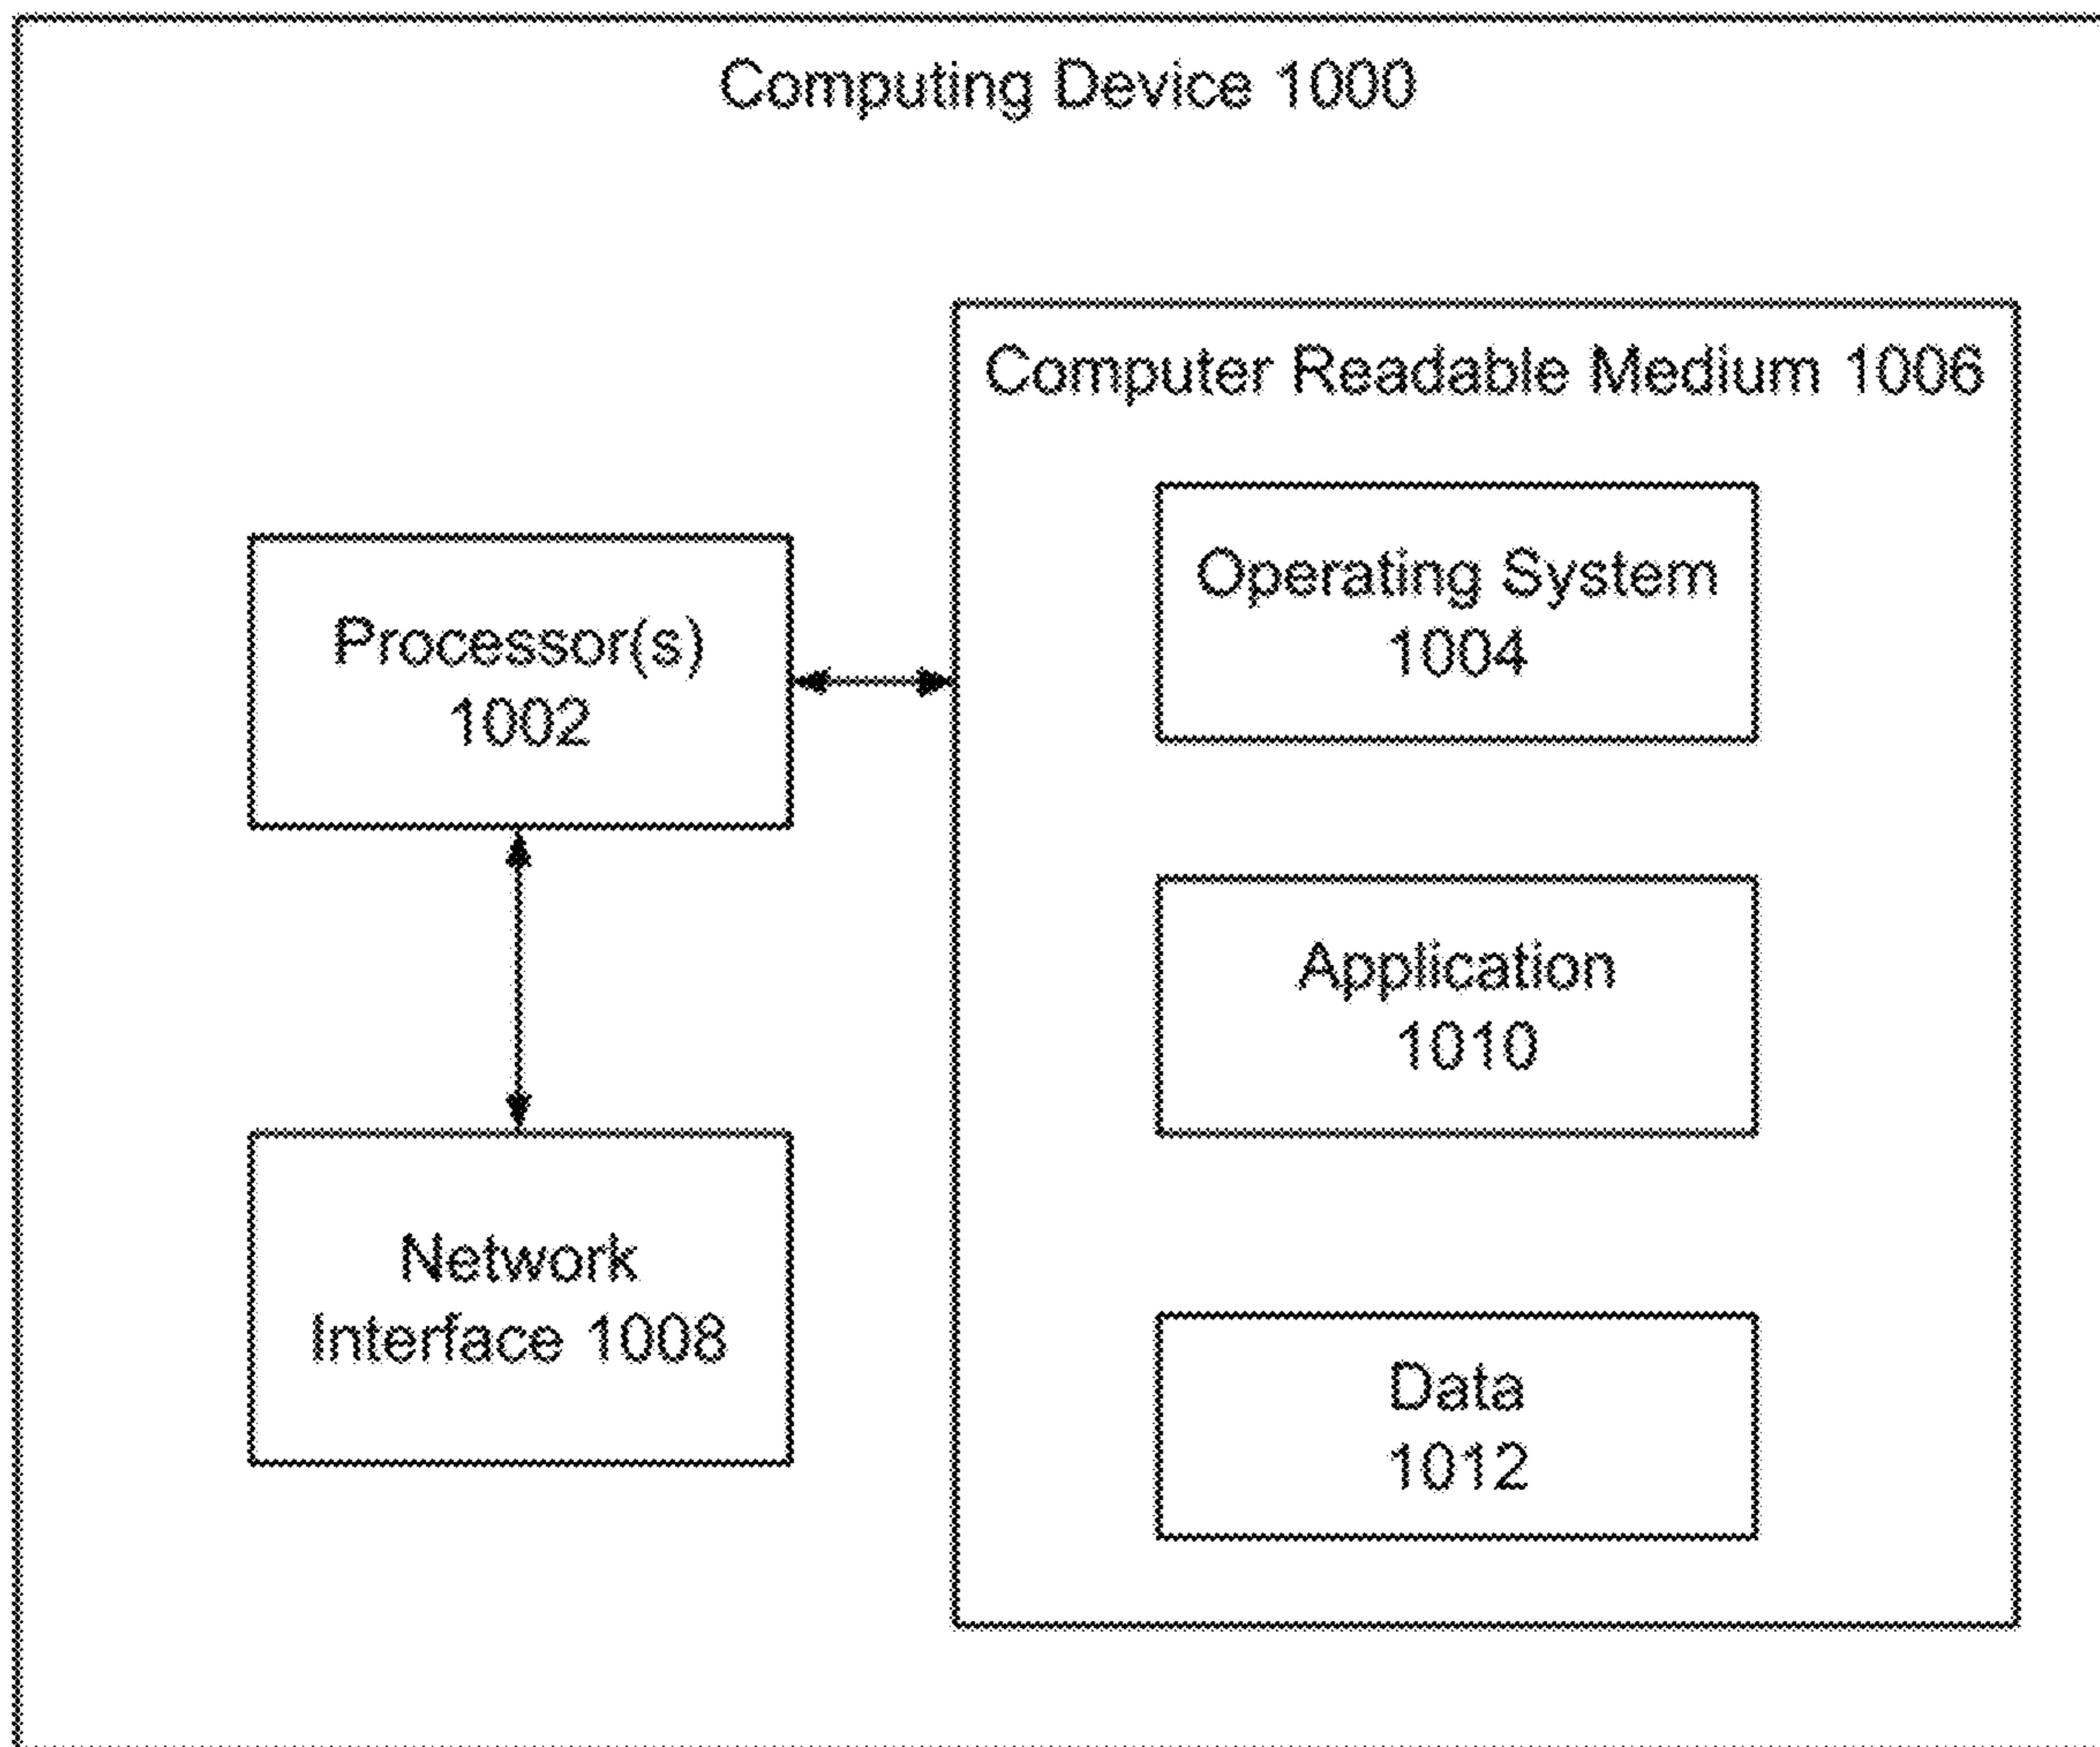 Computing Device 1000
Computer Readable Medium 1006
Operating System
1004
Processor(s)
1002
Application
1010
Network
Interface 1008
Data
1012